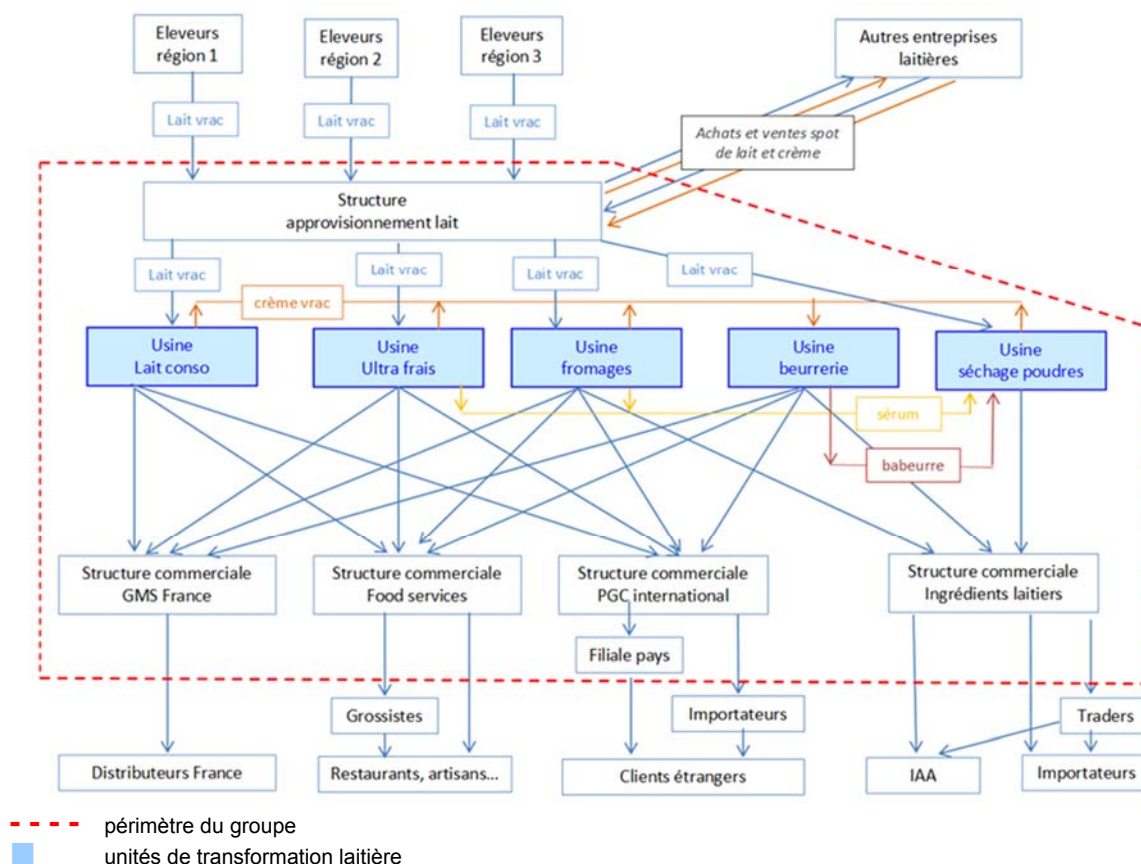 Eleveurs
région 1
Eleveurs
région 2
Eleveurs
région 3
Autres entreprises
laitières
Lait vrac
Lait vrac
Lait vrac
Achats et ventes spot
de lait et crème
Structure
approvisionnement lait
Lait vrac
Lait vrac
Lait vrac
Lait vrac
crème vrac
Usine
Lait conso
Usine
Ultra frais
Usine
fromages
Usine
beurrerie
Usine
séchage poudres
sérum
babeurre
Structure commerciale
GMS France
Structure commerciale
Food services
Structure commerciale
PGC international
Structure commerciale
Ingrédients laitiers
Filiale pays
Grossistes
Importateurs
Traders
Distributeurs France
Restaurants, artisans...
Clients étrangers
IAA
Importateurs
périmètre du groupe
unités de transformation laitière